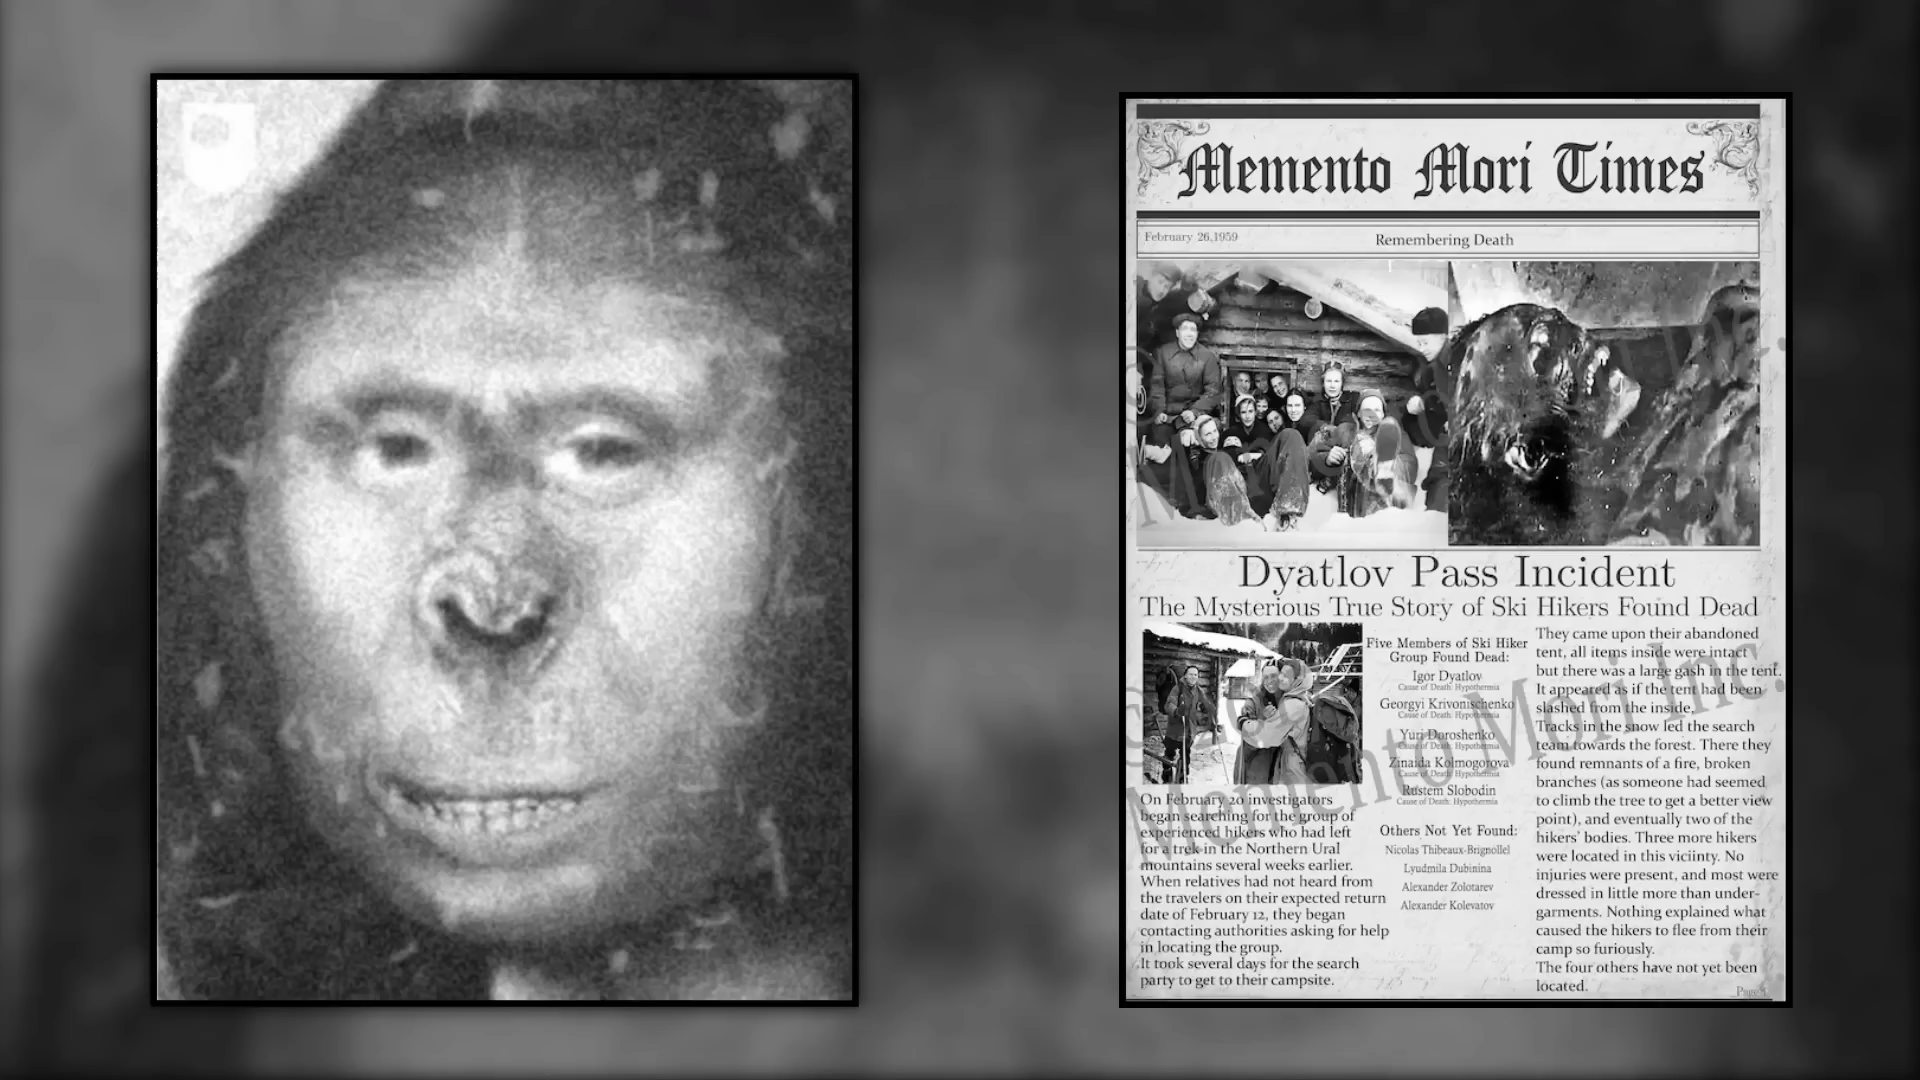 Memento Mori Times
February 26,1959
Remembering Death
Dyatlov Pass Incident
The Mysterious True Story of Ski Hikers Found Dead
On February 20 investigators
began searching for the group of
experienced hikers who had left
for a trek in the Northern Ural
mountains several weeks earlier.
When relatives had not heard from
the travelers on their expected return
date of February 12, they began
contacting authorities asking for help
in locating the group.
It took several days for the search
party to get to their campsite.
Five Members of Ski Hiker
Group Found Dead:
Igor Dyatlov
Cause of Death: Hypothermia
Georgyi Krivonischenko
Cause of Death: Hypothermia
Yuri Doroshenko
Cause of Death: Hypothermia
Zinaida Kolmogorova
Cause of Death: Hypothermia
Rustem Slobodin
Cause of Death: Hypothermia
Others Not Yet Found:
Nicolas Thibeaux-Brignollel
Lyudmila Dubinina
Alexander Zolotarev
Alexander Kolevatov
They came upon their abandoned
tent, all items inside were intact
but there was a large gash in the tent.
It appeared as if the tent had been
slashed from the inside.
Tracks in the snow led the search
team towards the forest. There they
found remnants of a fire, broken
branches (as someone had seemed
to climb the tree to get a better view
point), and eventually two of the
hikers' bodies. Three more hikers
were located in this viciinty. No
injuries were present, and most were
dressed in little more than under-
garments. Nothing explained what
caused the hikers to flee from their
camp so furiously.
The four others have not yet been
located.
Page
Memento Mori Inc.